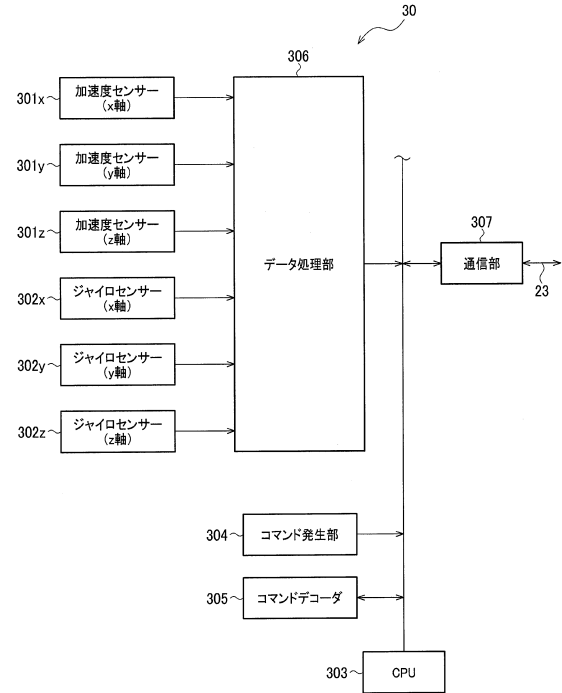 30
306
301x
加速度センサー
(x軸)
301y
加速度センサー
(y軸)
301z
加速度センサー
(z軸)
302x
ジャイロセンサー
(x軸)
302y
ジャイロセンサー
(y軸)
302z
ジャイロセンサー
(z軸)
データ処理部
307
通信部
23
304
コマンド発生部
305
コマンドデコーダ
303
CPU